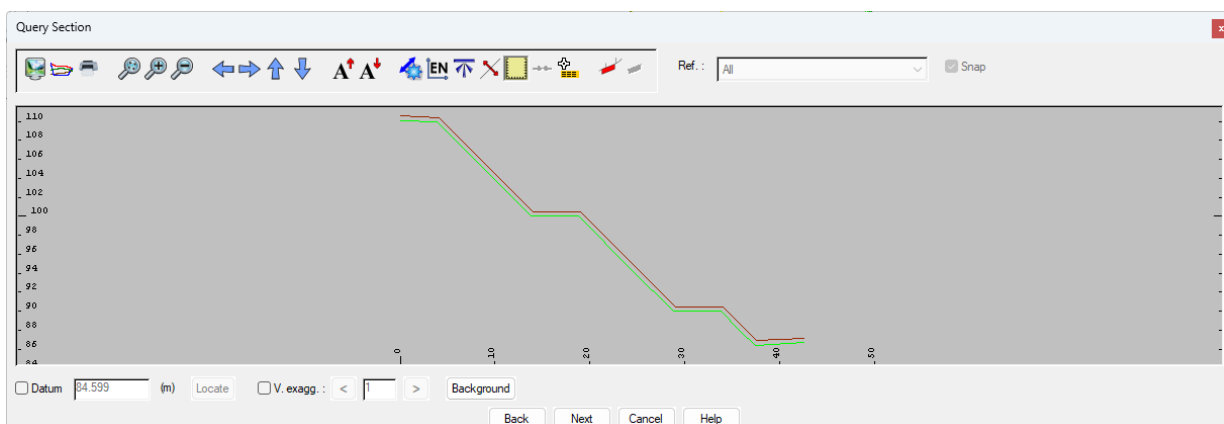 Query Section
x
A A EN Ref. : All Snap
110
108
106
104
102
100
98
96
94
92
90
88
86
84
0 10 20 30 40 50
Datum 84.599 (m) Locate V. exagg. : < 1 > Background
Back Next Cancel Help